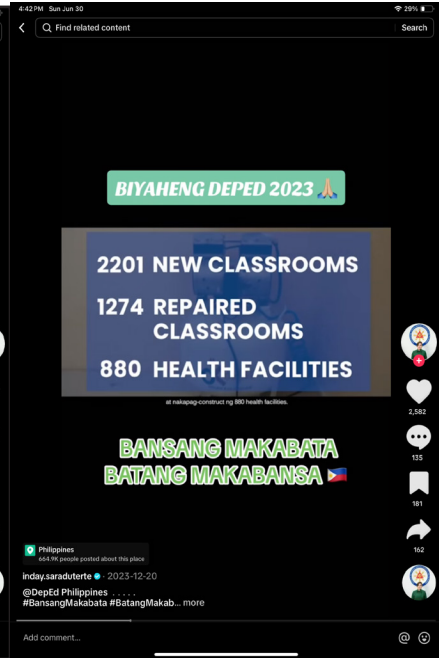 4:42 PM Sun Jun 30
29%
Find related content
Search
BIYAHENG DEPED 2023 🙏🏼
2201 NEW CLASSROOMS
1274 REPAIRED
CLASSROOMS
880 HEALTH FACILITIES
at nakapag-construct ng 880 health facilities.
BANSANG MAKABATA
BATANG MAKABANSA 🇵🇭
2,582
135
181
162
Philippines
664.9K people posted about this place
inday.saraduterte · 2023-12-20
@DepEd Philippines . . . . .
#BansangMakabata #BatangMakab... more
Add comment...